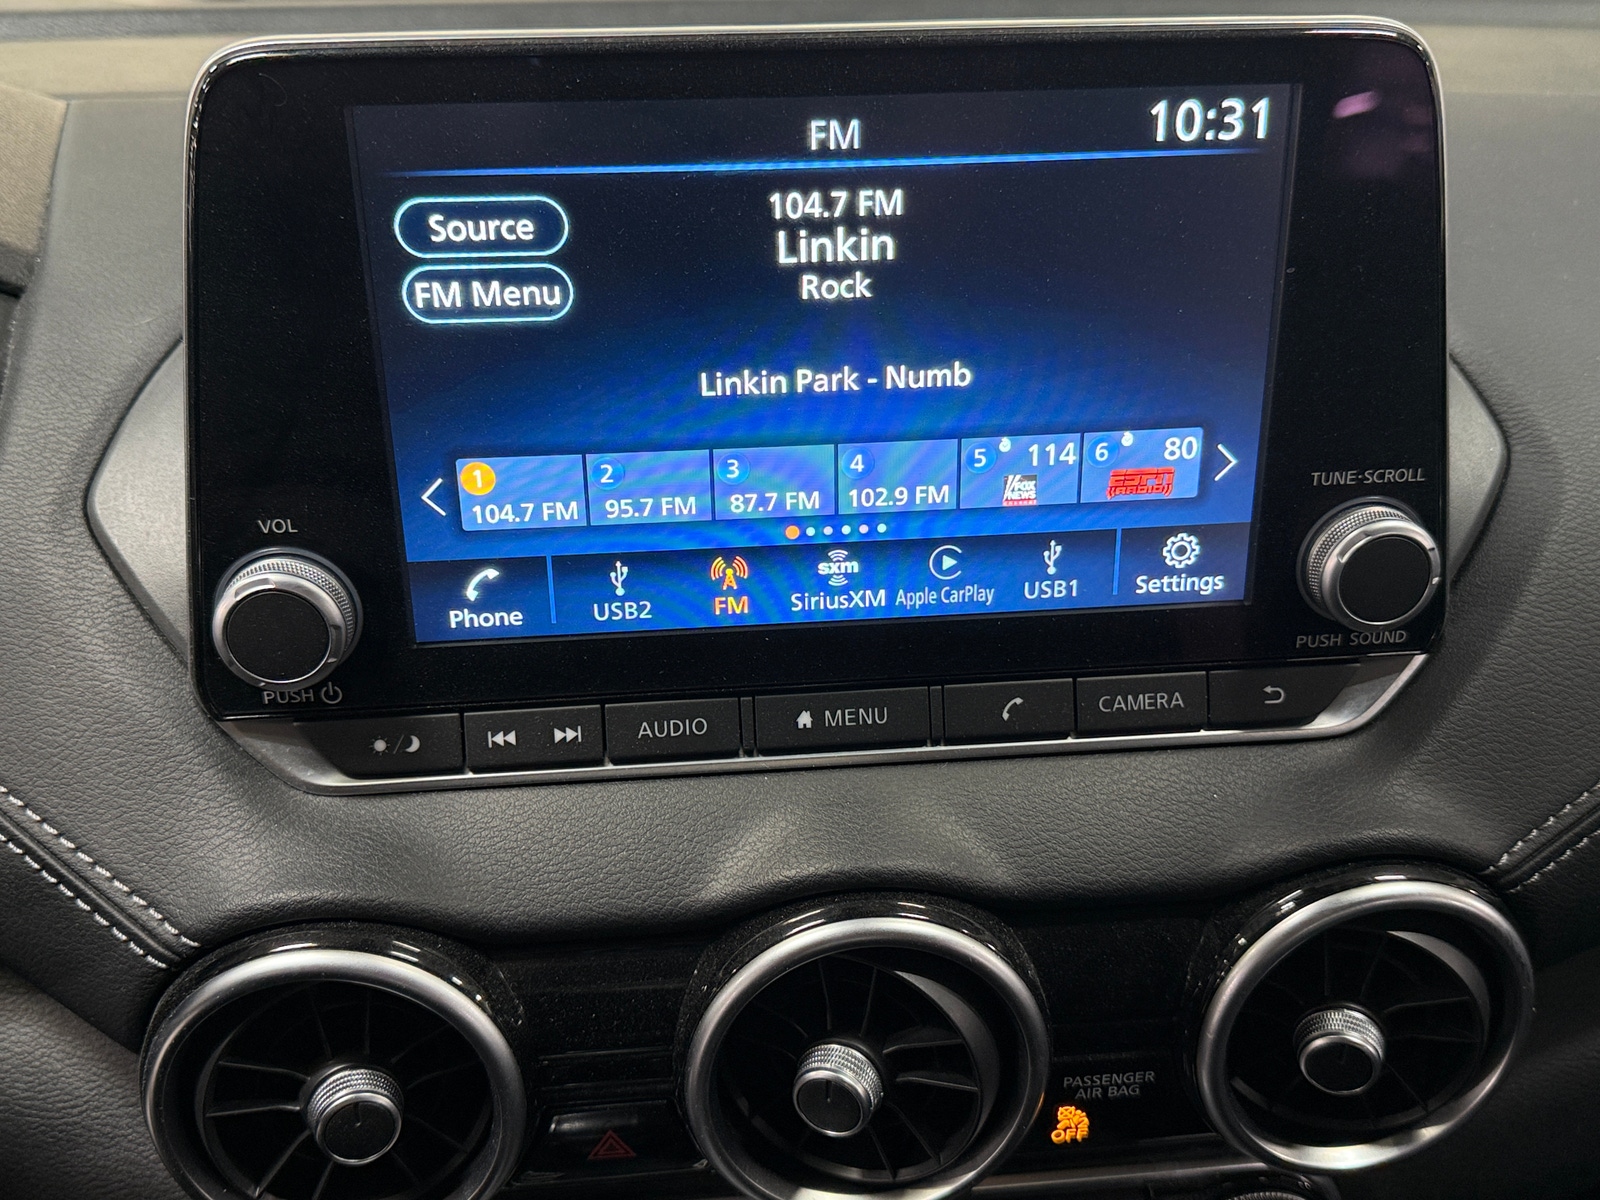 FM
10:31
Source
FM Menu
104.7 FM
Linkin
Rock
Linkin Park - Numb
1
104.7 FM
2
95.7 FM
3
87.7 FM
4
102.9 FM
5
114
FOX
NEWS
6
80
ESPN
RADIO
Phone
USB2
FM
sxm
SiriusXM
Apple CarPlay
USB1
Settings
VOL
PUSH
TUNE·SCROLL
PUSH SOUND
AUDIO
MENU
CAMERA
PASSENGER
AIR BAG
OFF